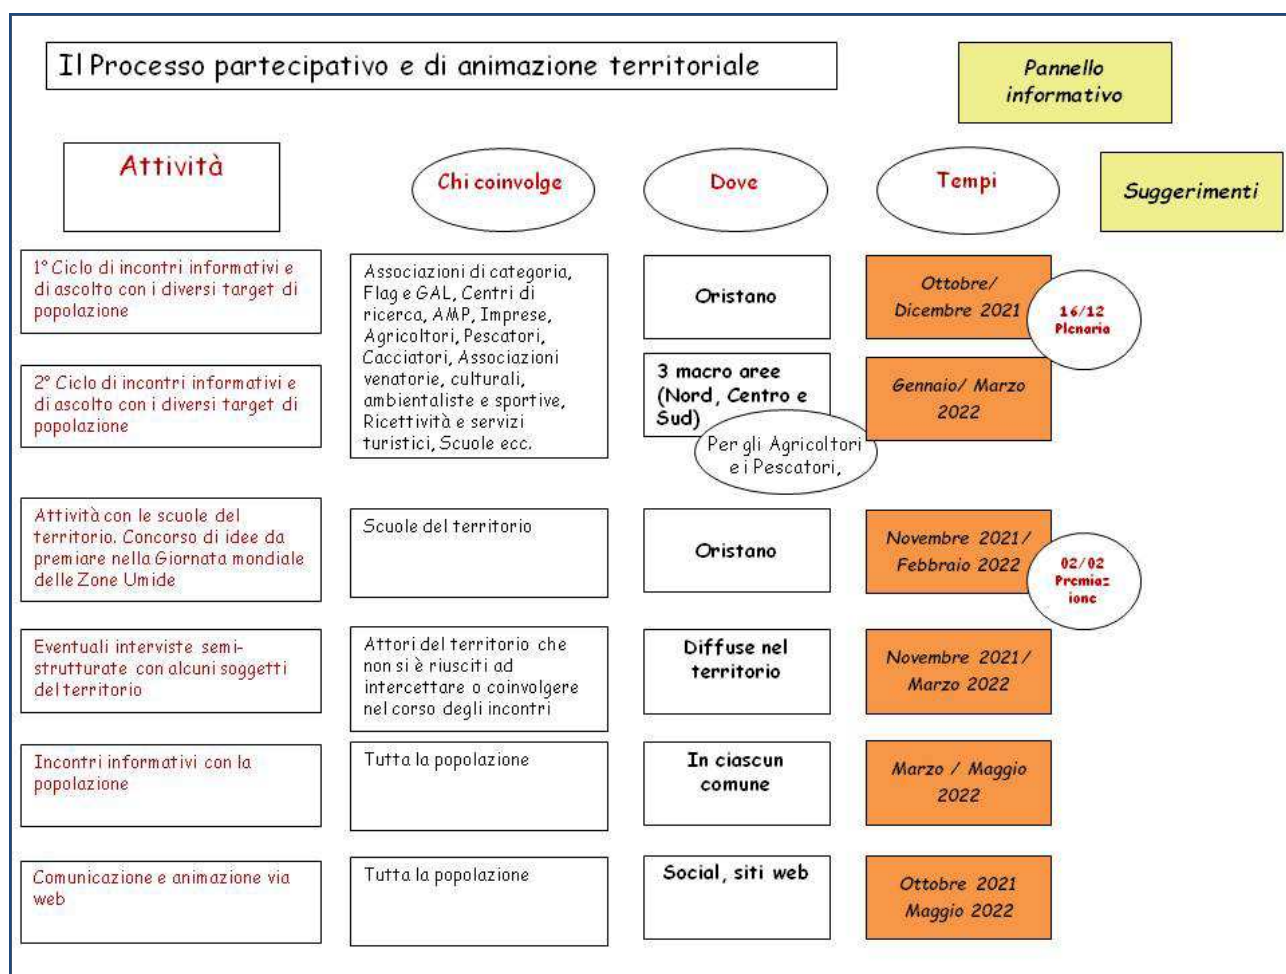 Il Processo partecipativo e di animazione territoriale
Pannello
informativo
Attività
Chi coinvolge
Dove
Tempi
Suggerimenti
1° Ciclo di incontri informativi e
di ascolto con i diversi target di
popolazione
Associazioni di categoria,
Flag e GAL, Centri di
ricerca, AMP, Imprese,
Agricoltori, Pescatori,
Cacciatori, Associazioni
venatorie, culturali,
ambientaliste e sportive,
Ricettività e servizi
turistici, Scuole ecc.
Oristano
Ottobre/
Dicembre 2021
16/12
Plenaria
2° Ciclo di incontri informativi e
di ascolto con i diversi target di
popolazione
3 macro aree
(Nord, Centro e
Sud)
Per gli Agricoltori
e i Pescatori,
Gennaio/ Marzo
2022
Attività con le scuole del
territorio. Concorso di idee da
premiare nella Giornata mondiale
delle Zone Umide
Scuole del territorio
Oristano
Novembre 2021/
Febbraio 2022
02/02
Premiaz
ione
Eventuali interviste semi-
strutturate con alcuni soggetti
del territorio
Attori del territorio che
non si è riusciti ad
intercettare o coinvolgere
nel corso degli incontri
Diffuse nel
territorio
Novembre 2021/
Marzo 2022
Incontri informativi con la
popolazione
Tutta la popolazione
In ciascun
comune
Marzo / Maggio
2022
Comunicazione e animazione via
web
Tutta la popolazione
Social, siti web
Ottobre 2021
Maggio 2022